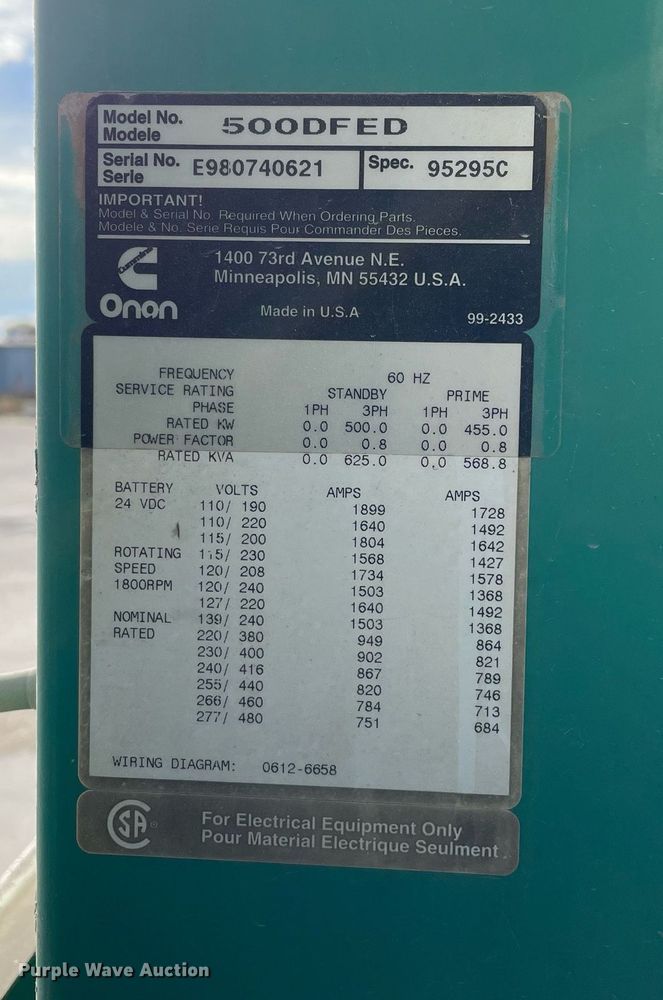 Model No. 500DFED
Modele
Serial No. E980740621 Spec. 95295C
Serie
IMPORTANT!
Model & Serial No. Required When Ordering Parts.
Modele & No. Serie Requis Pour Commander Des Pieces.
Cummins
1400 73rd Avenue N.E.
Minneapolis, MN 55432 U.S.A.
Onan Made in U.S.A 99-2433
FREQUENCY 60 HZ
SERVICE RATING STANDBY PRIME
PHASE 1PH 3PH 1PH 3PH
RATED KW 0.0 500.0 0.0 455.0
POWER FACTOR 0.0 0.8 0.0 0.8
RATED KVA 0.0 625.0 0.0 568.8
BATTERY VOLTS AMPS AMPS
24 VDC 110/ 190 1899 1728
110/ 220 1640 1492
115/ 200 1804 1642
ROTATING 115/ 230 1568 1427
SPEED 120/ 208 1734 1578
1800RPM 120/ 240 1503 1368
127/ 220 1640 1492
NOMINAL 139/ 240 1503 1368
RATED 220/ 380 949 864
230/ 400 902 821
240/ 416 867 789
255/ 440 820 746
266/ 460 784 713
277/ 480 751 684
WIRING DIAGRAM: 0612-6658
SA ®
For Electrical Equipment Only
Pour Material Electrique Seulment
Purple Wave Auction